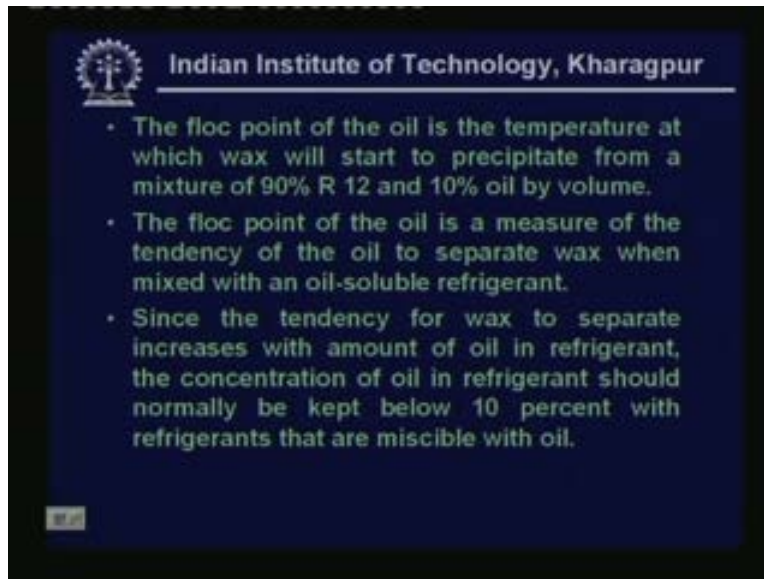 Indian Institute of Technology, Kharagpur
• The floc point of the oil is the temperature at
which wax will start to precipitate from a
mixture of 90% R 12 and 10% oil by volume.
• The floc point of the oil is a measure of the
tendency of the oil to separate wax when
mixed with an oil-soluble refrigerant.
• Since the tendency for wax to separate
increases with amount of oil in refrigerant,
the concentration of oil in refrigerant should
normally be kept below 10 percent with
refrigerants that are miscible with oil.